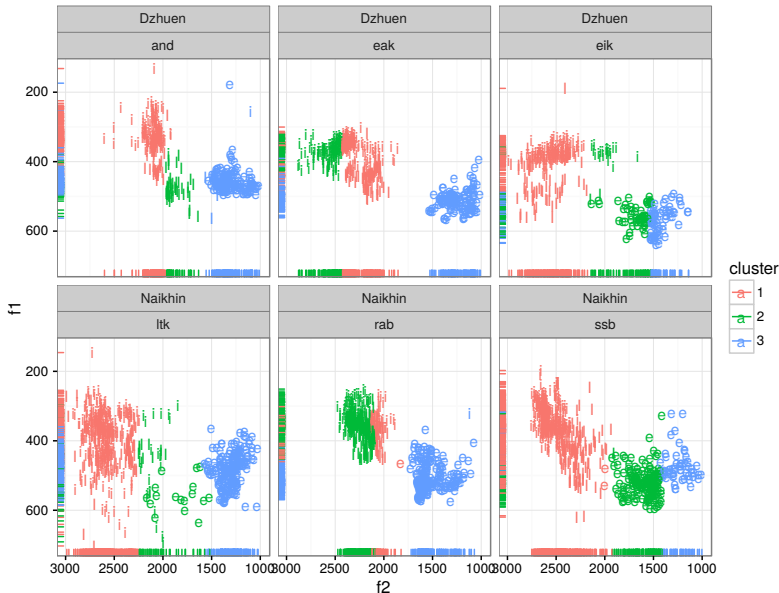 Dzhuen Dzhuen Dzhuen
and eak eik
200
400
600
f1
cluster
a 1
a 2
a 3
Naikhin Naikhin Naikhin
ltk rab ssb
200
400
600
3000 2500 2000 1500 1000 3000 2500 2000 1500 1000 3000 2500 2000 1500 1000
f2